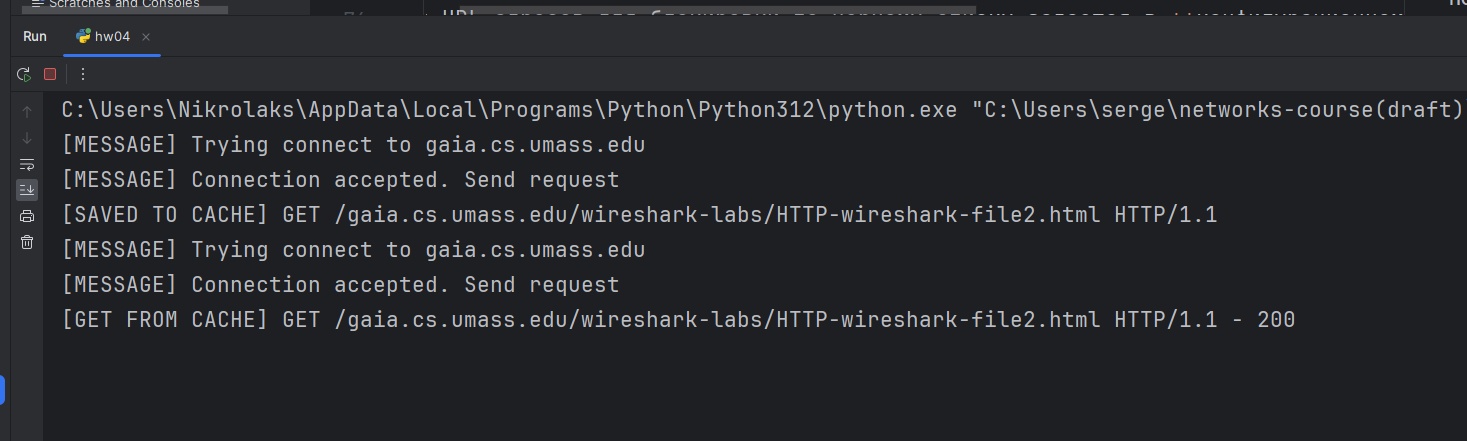 Scratches and Consoles
Run
hw04
C:\Users\Nikrolaks\AppData\Local\Programs\Python\Python312\python.exe "C:\Users\serge\networks-course(draft)
[MESSAGE] Trying connect to gaia.cs.umass.edu
[MESSAGE] Connection accepted. Send request
[SAVED TO CACHE] GET /gaia.cs.umass.edu/wireshark-labs/HTTP-wireshark-file2.html HTTP/1.1
[MESSAGE] Trying connect to gaia.cs.umass.edu
[MESSAGE] Connection accepted. Send request
[GET FROM CACHE] GET /gaia.cs.umass.edu/wireshark-labs/HTTP-wireshark-file2.html HTTP/1.1 - 200